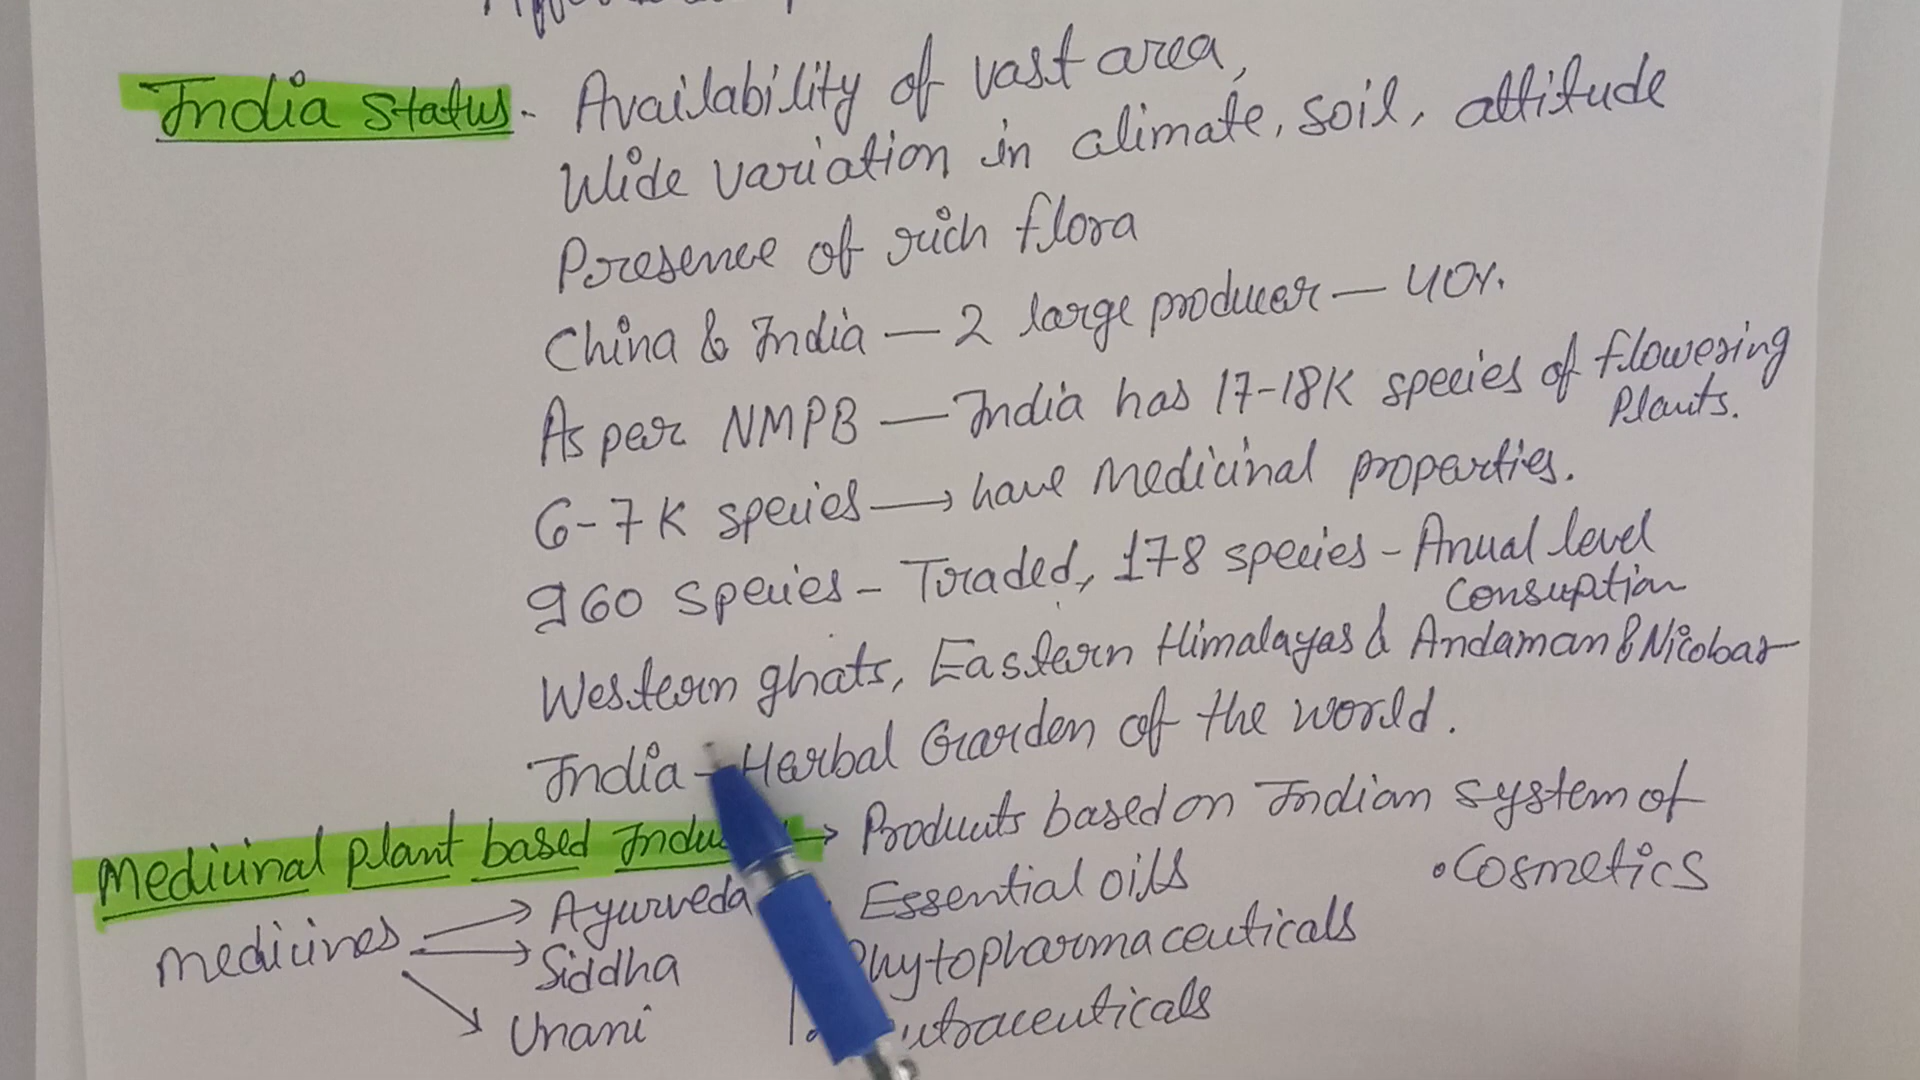 India Status - Availability of vast area,
Wide variation in climate, soil, altitude
Presence of rich flora
China & India — 2 large producer — 40%.
As per NMPB — India has 17-18K species of flowering
Plants.
6-7K species → have medicinal properties.
960 species - Traded, 178 species - Anual level
Consuption
Western ghats, Eastern Himalayas & Andaman & Nicobar
India - Herbal Garden of the world.
Medicinal plant based → Products based on Indian system of
medicines → Ayurveda
→ Siddha
→ Unani
Essential oils
• Cosmetics
Phytopharmaceuticals